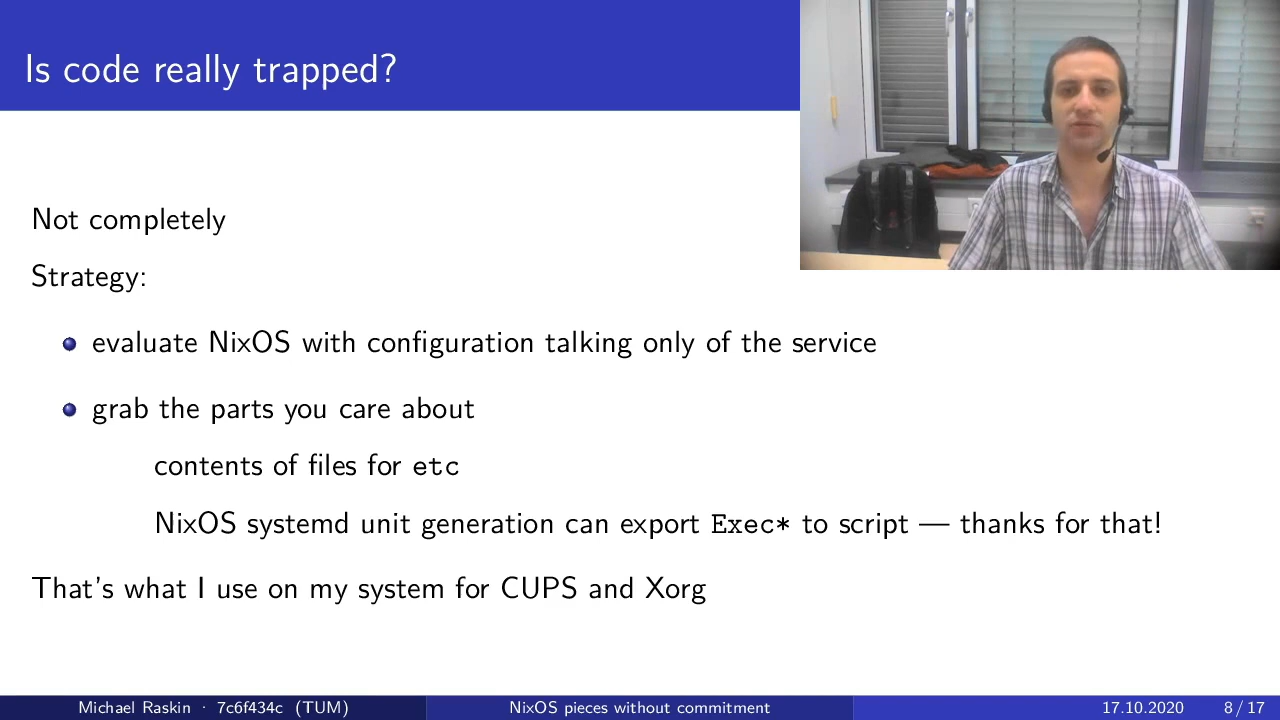 Is code really trapped?
Not completely
Strategy:
evaluate NixOS with configuration talking only of the service
grab the parts you care about
contents of files for etc
NixOS systemd unit generation can export Exec* to script — thanks for that!
That's what I use on my system for CUPS and Xorg
Michael Raskin · 7c6f434c (TUM) NixOS pieces without commitment 17.10.2020 8 / 17